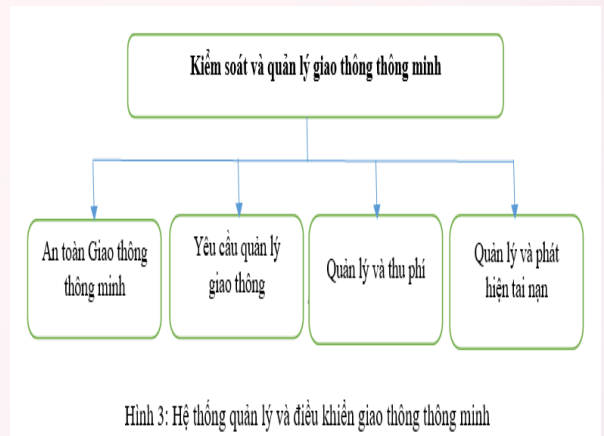 Kiểm soát và quản lý giao thông thông minh
An toàn Giao thông
thông minh
Yêu cầu quản lý
giao thông
Quản lý và thu phí
Quản lý và phát
hiện tai nạn
Hình 3: Hệ thống quản lý và điều khiển giao thông thông minh